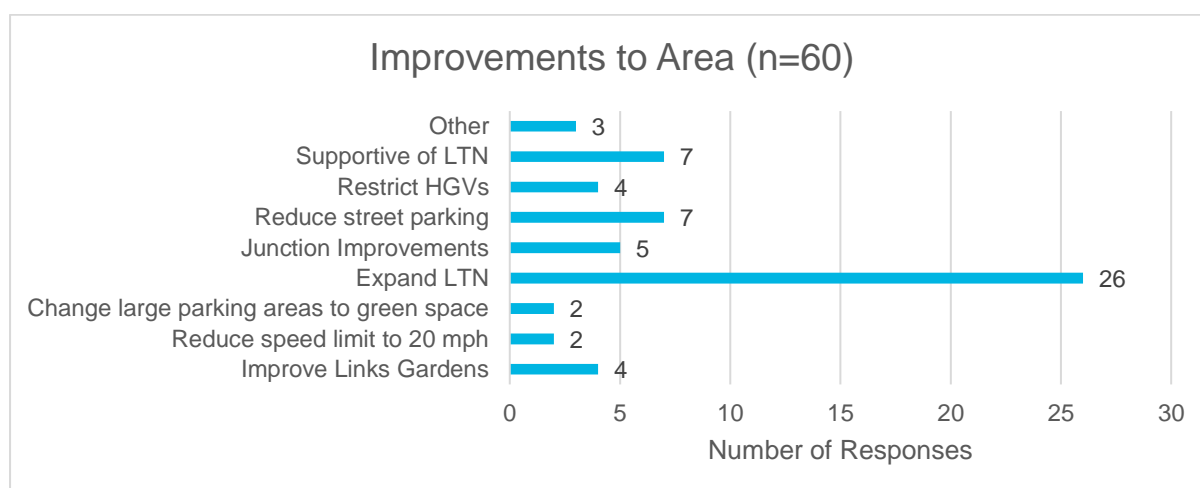 Improvements to Area (n=60)
Other 3
Supportive of LTN 7
Restrict HGVs 4
Reduce street parking 7
Junction Improvements 5
Expand LTN 26
Change large parking areas to green space 2
Reduce speed limit to 20 mph 2
Improve Links Gardens 4
0 5 10 15 20 25 30
Number of Responses